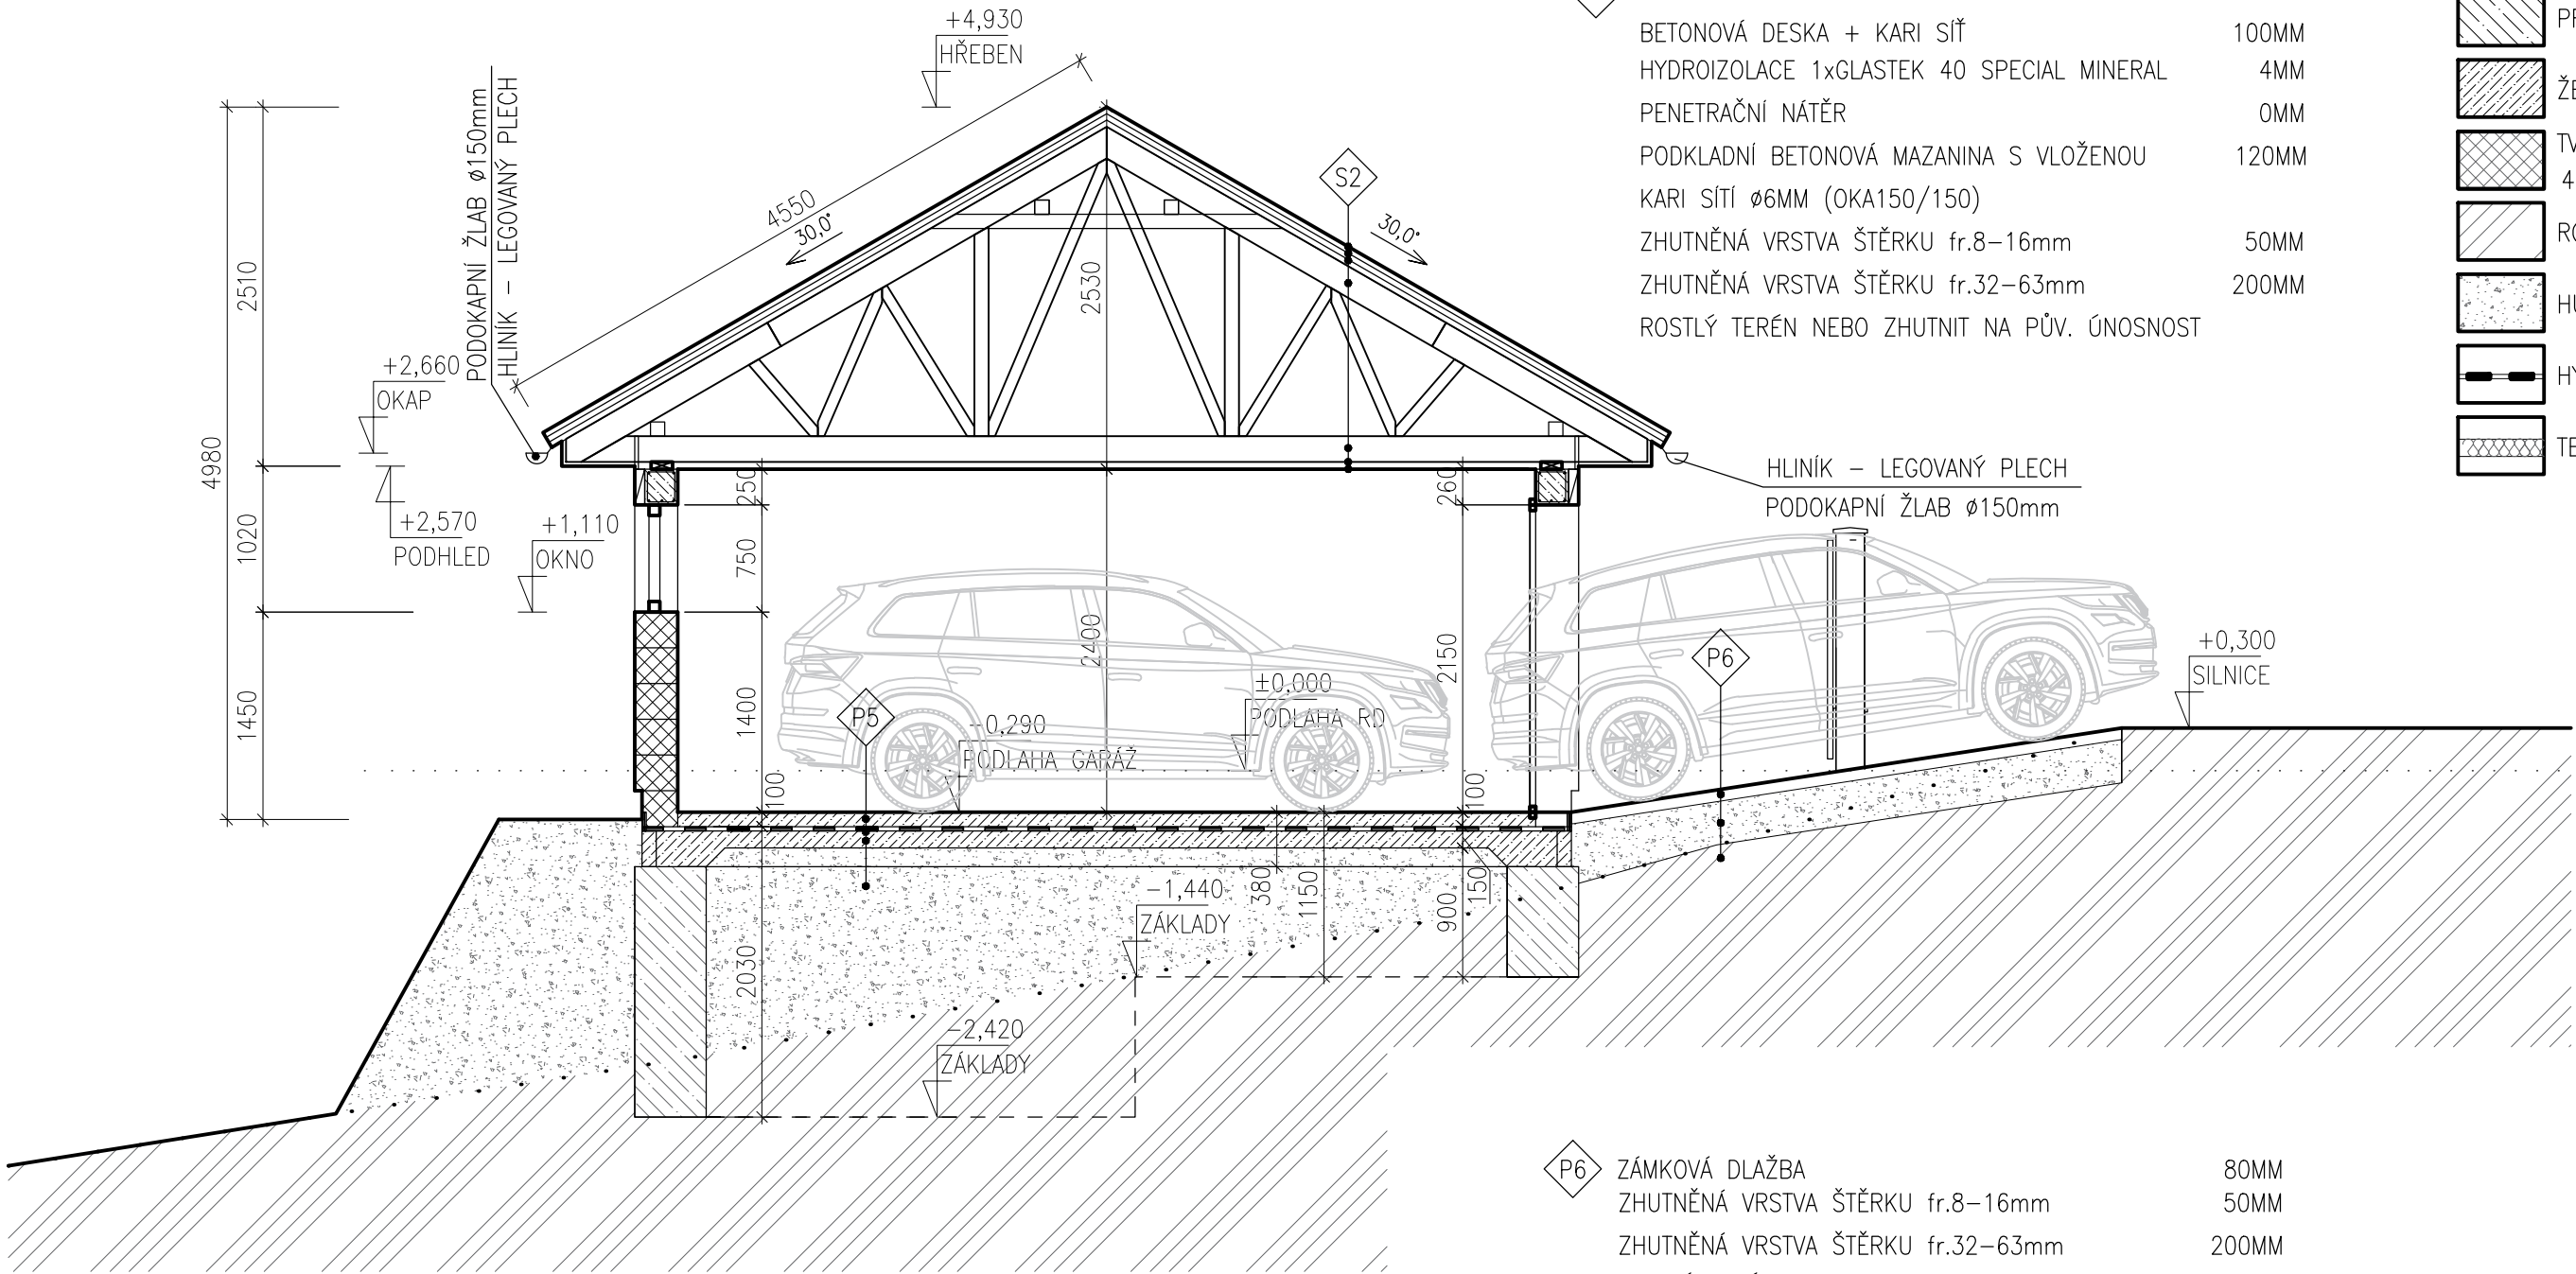 +4,930
HŘEBEN
PODOKAPNÍ ŽLAB ø150mm
HLINÍK - LEGOVANÝ PLECH
4550
30,0°
30,0°
S2
2510
2530
+2,660
OKAP
4980
+2,570
PODHLED
+1,110
OKNO
1020
1450
250
750
1400
100
2030
2400
260
2150
100
HLINÍK - LEGOVANÝ PLECH
PODOKAPNÍ ŽLAB ø150mm
P5
-0,290
PODLAHA GARÁŽ
±0,000
PODLAHA RD
P6
+0,300
SILNICE
-1,440
ZÁKLADY
380
1150
900
150
-2,420
ZÁKLADY
BETONOVÁ DESKA + KARI SÍŤ 100MM
HYDROIZOLACE 1xGLASTEK 40 SPECIAL MINERAL 4MM
PENETRAČNÍ NÁTĚR 0MM
PODKLADNÍ BETONOVÁ MAZANINA S VLOŽENOU 120MM
KARI SÍTÍ ø6MM (OKA150/150)
ZHUTNĚNÁ VRSTVA ŠTĚRKU fr.8-16mm 50MM
ZHUTNĚNÁ VRSTVA ŠTĚRKU fr.32-63mm 200MM
ROSTLÝ TERÉN NEBO ZHUTNIT NA PŮV. ÚNOSNOST
P6 ZÁMKOVÁ DLAŽBA 80MM
ZHUTNĚNÁ VRSTVA ŠTĚRKU fr.8-16mm 50MM
ZHUTNĚNÁ VRSTVA ŠTĚRKU fr.32-63mm 200MM